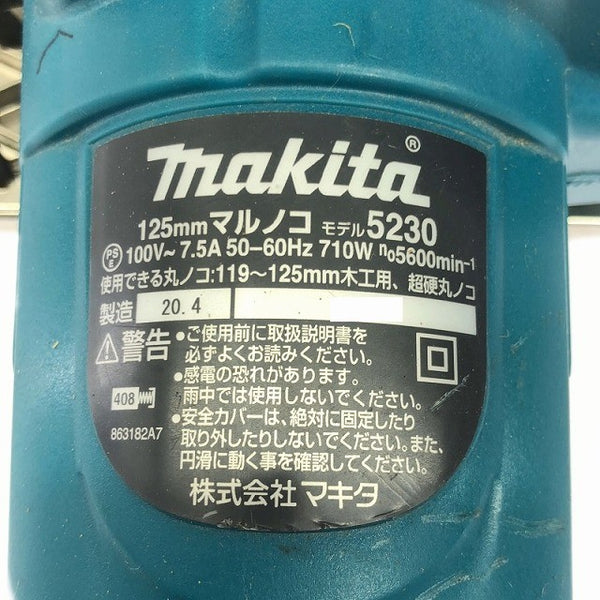 makita®
125mmマルノコ モデル5230
PSE 100V~ 7.5A 50-60Hz 710W n₀5600min⁻¹
使用できる丸ノコ:119~125mm木工用、超硬丸ノコ
製造 20.4
警告 ●ご使用前に取扱説明書を
必ずよくお読みください。
●感電の恐れがあります。
雨中では使用しないでください。
408
●安全カバーは、絶対に固定したり
863182A7
取り外したりしないでください。また、
円滑に動く事を確認してください。
株式会社 マキタ